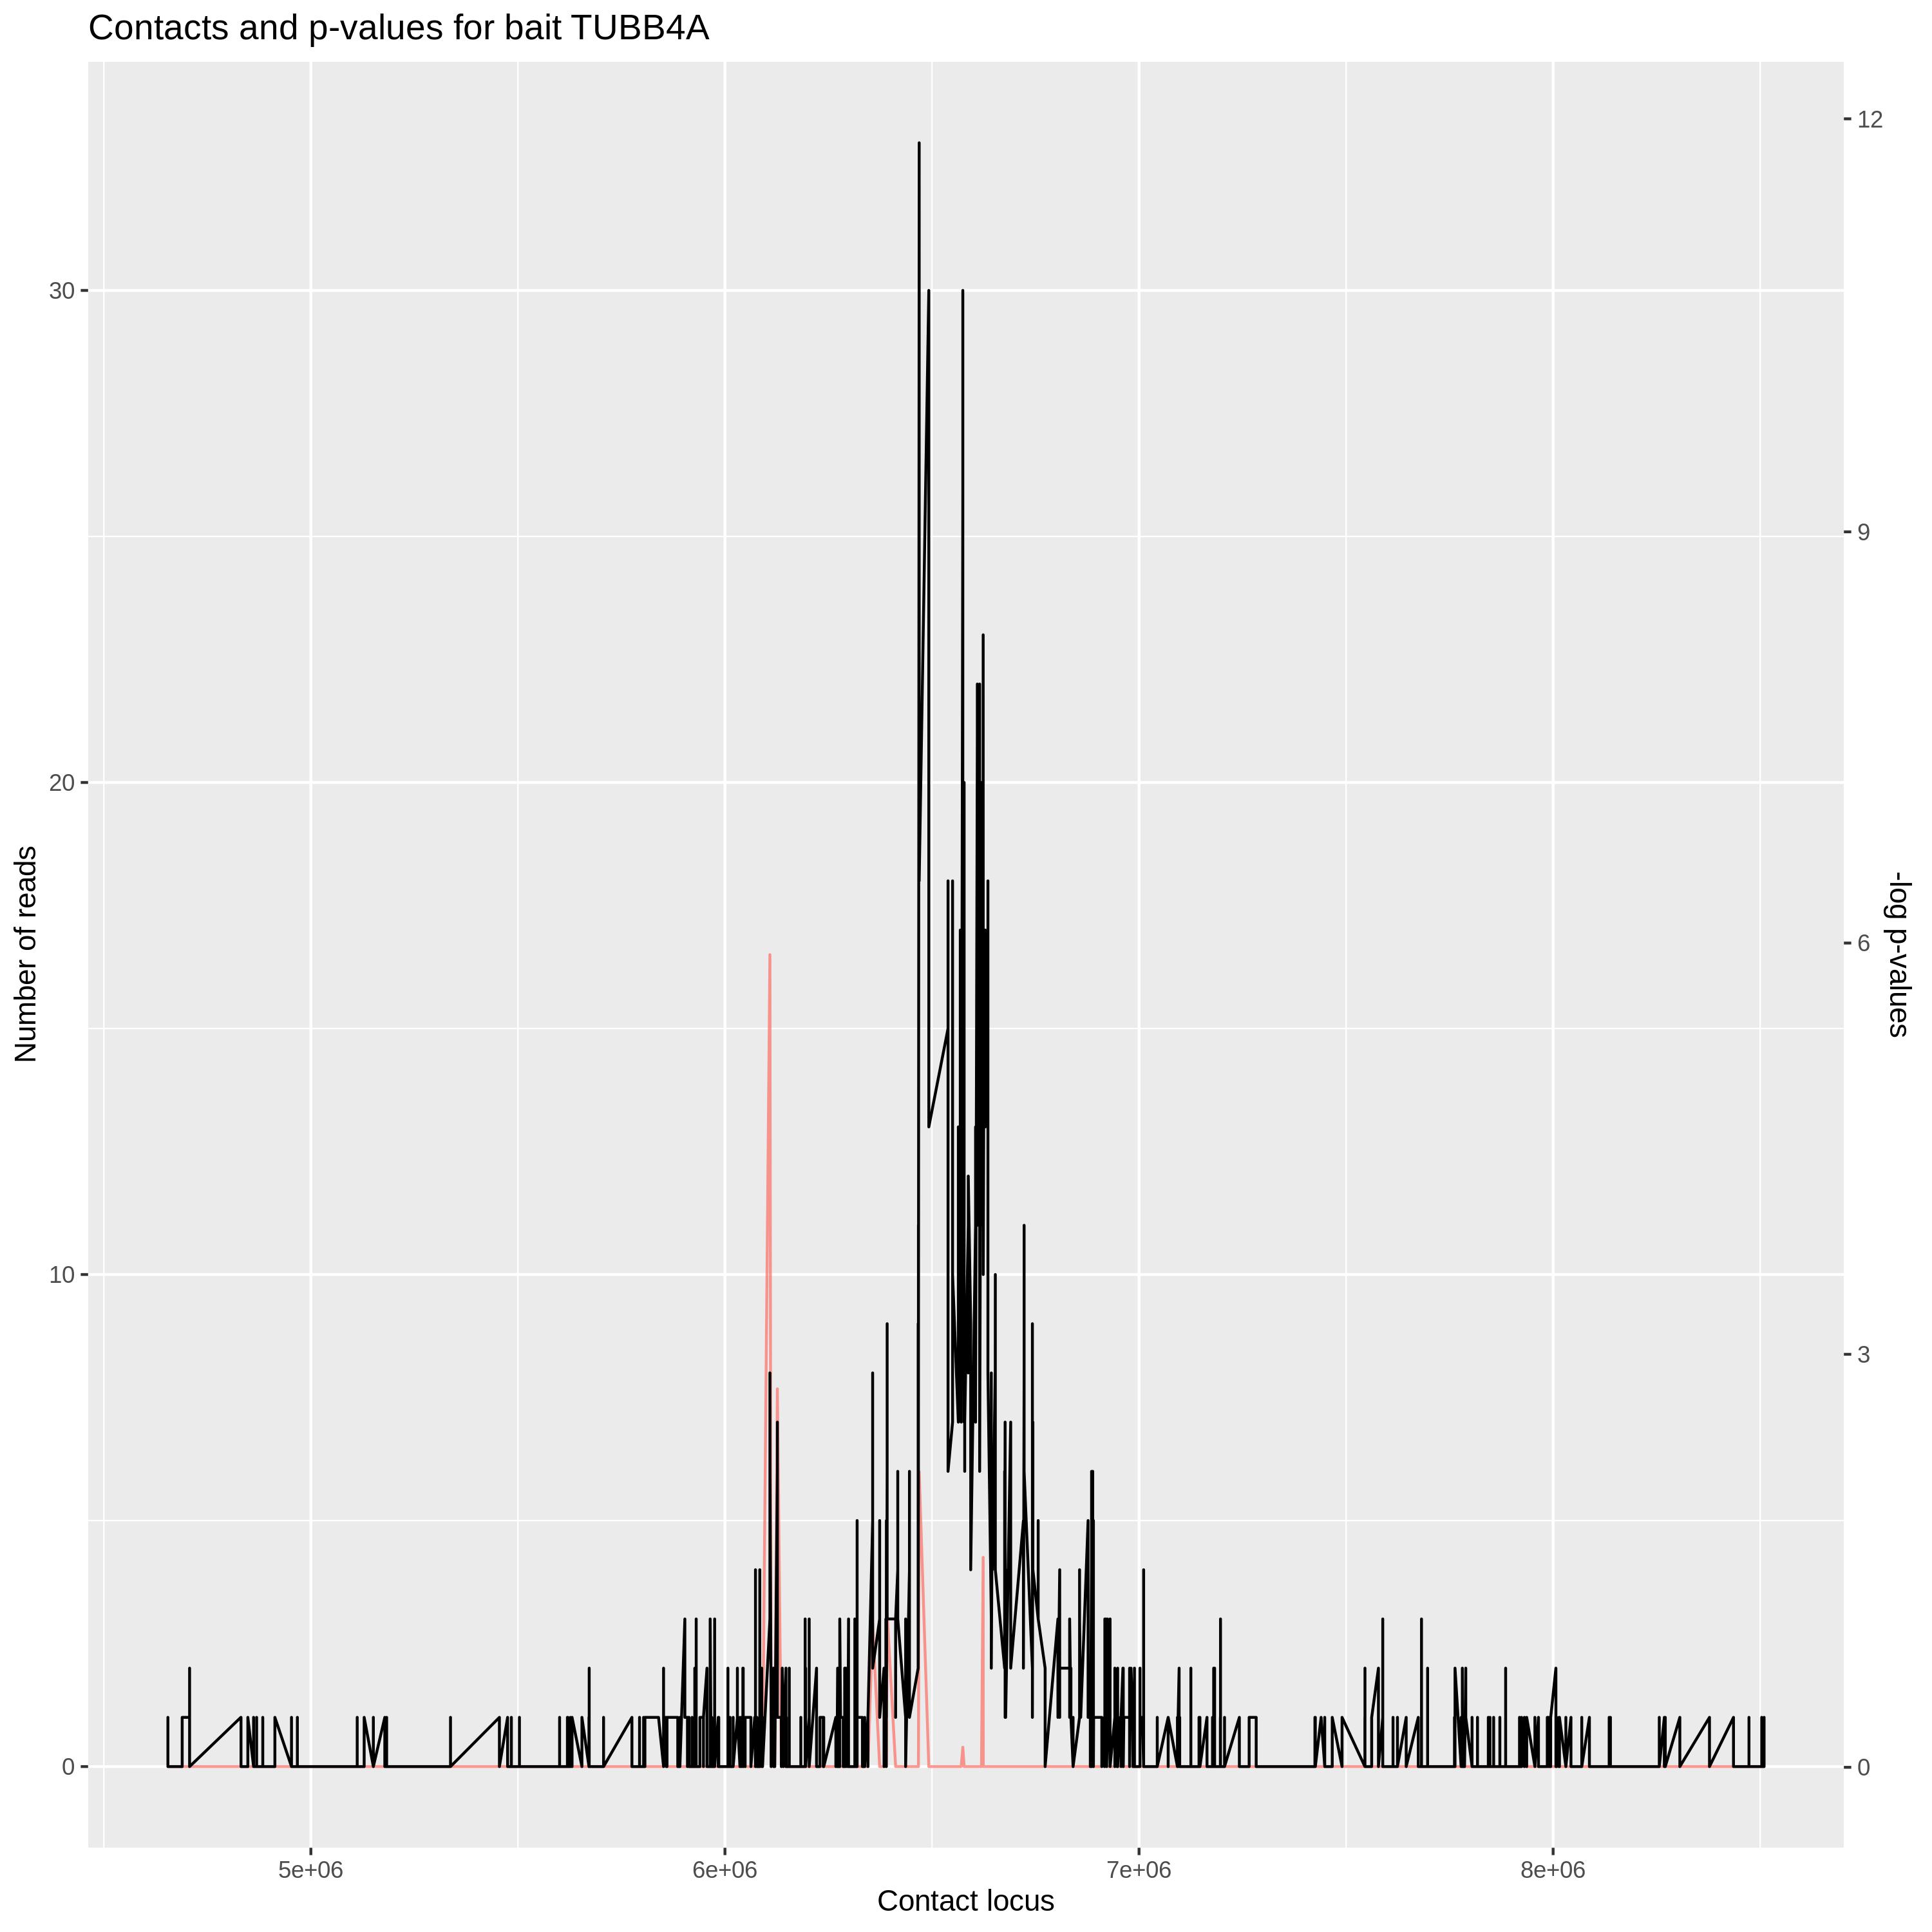 Contacts and p-values for bait TUBB4A
12
30
9
20
6
10
3
0
0
Number of reads
-log p-values
5e+06
6e+06
7e+06
8e+06
Contact locus